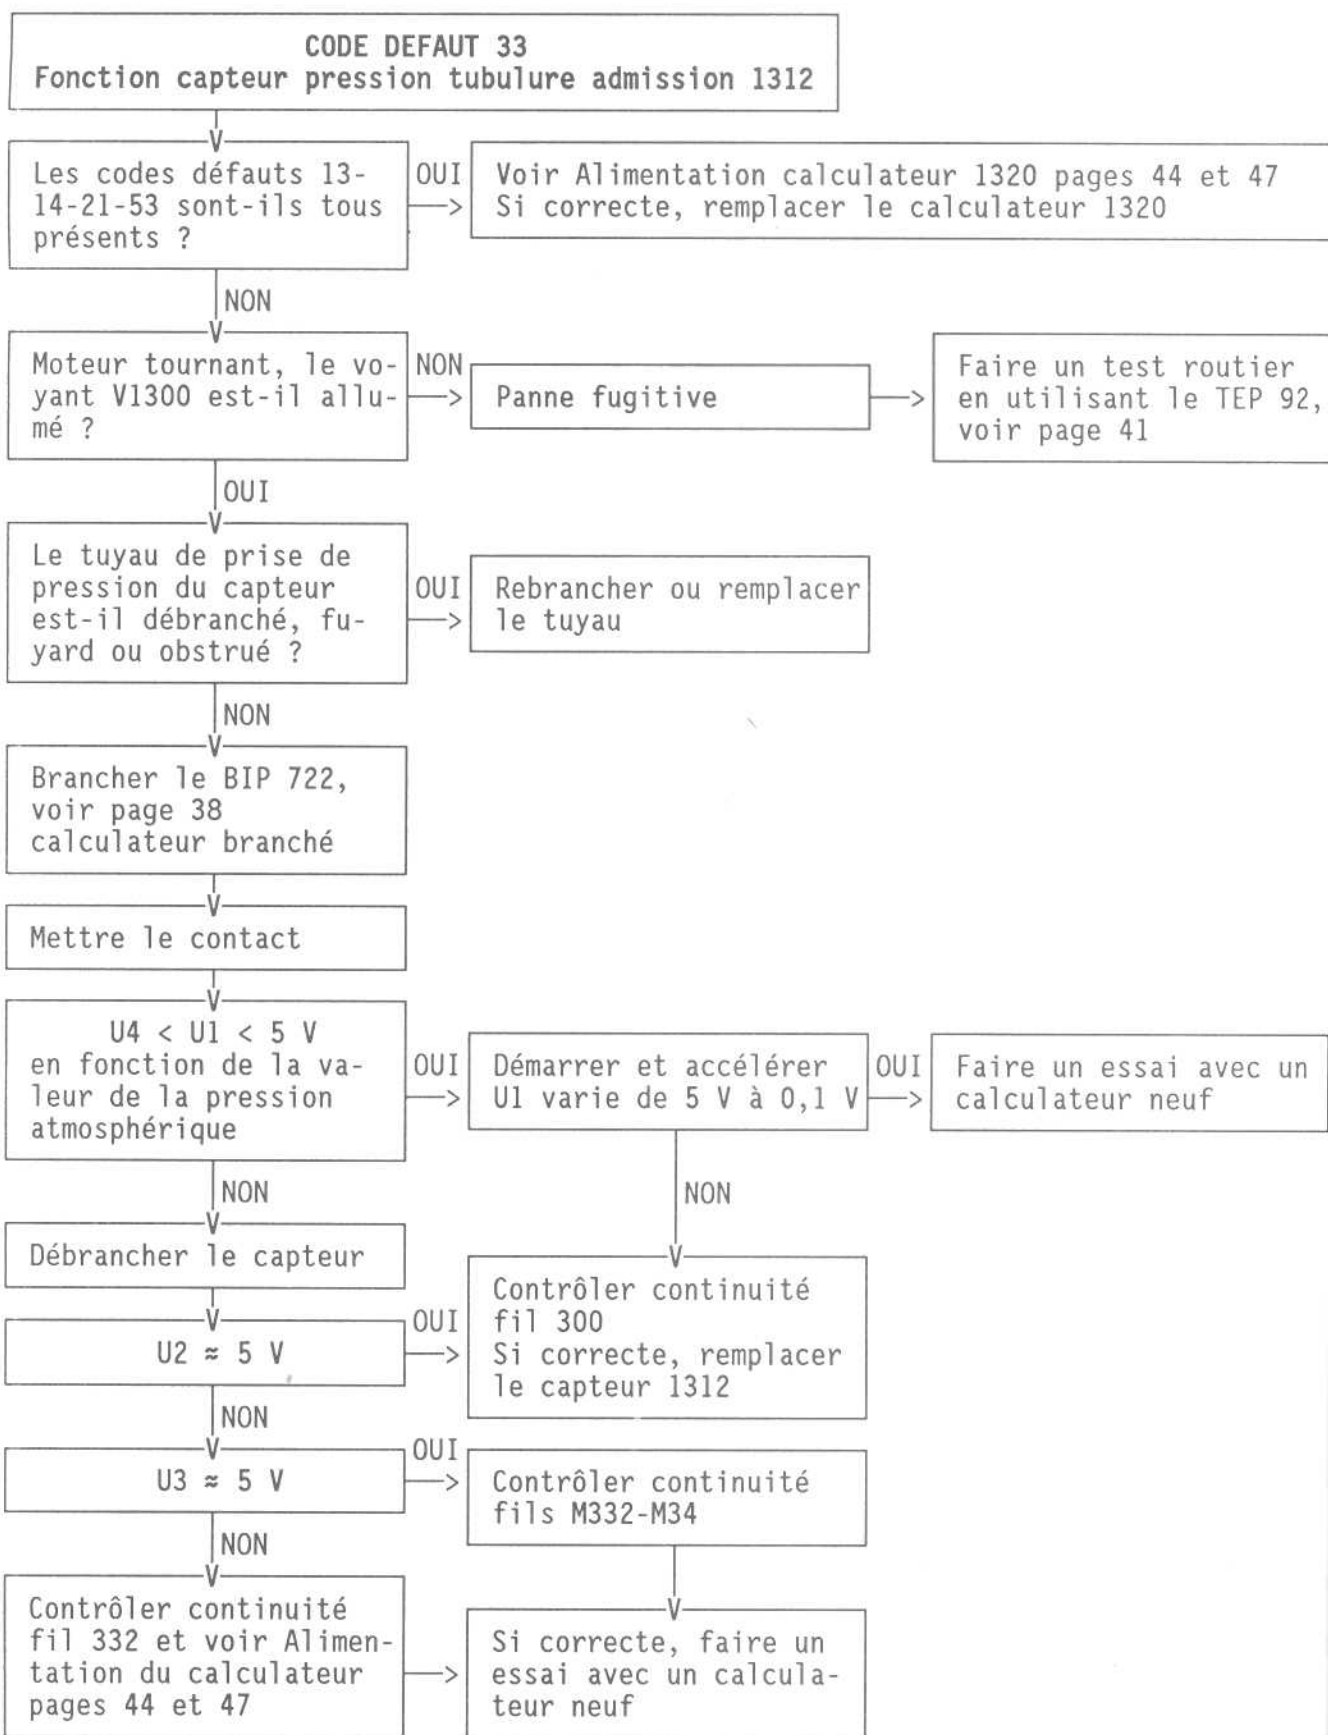 CODE DEFAUT 33
Fonction capteur pression tubulure admission 1312
Les codes défauts 13-
14-21-53 sont-ils tous
présents ?
OUI
Voir Alimentation calculateur 1320 pages 44 et 47
Si correcte, remplacer le calculateur 1320
NON
Moteur tournant, le vo-
yant V1300 est-il allu-
mé ?
NON
Panne fugitive
Faire un test routier
en utilisant le TEP 92,
voir page 41
OUI
Le tuyau de prise de
pression du capteur
est-il débranché, fu-
yard ou obstrué ?
OUI
Rebrancher ou remplacer
le tuyau
NON
Brancher le BIP 722,
voir page 38
calculateur branché
Mettre le contact
U4 < U1 < 5 V
en fonction de la va-
leur de la pression
atmosphérique
OUI
Démarrer et accélérer
U1 varie de 5 V à 0,1 V
OUI
Faire un essai avec un
calculateur neuf
NON
NON
Débrancher le capteur
U2 ≈ 5 V
OUI
Contrôler continuité
fil 300
Si correcte, remplacer
le capteur 1312
NON
U3 ≈ 5 V
OUI
Contrôler continuité
fils M332-M34
NON
Contrôler continuité
fil 332 et voir Alimen-
tation du calculateur
pages 44 et 47
Si correcte, faire un
essai avec un calcula-
teur neuf